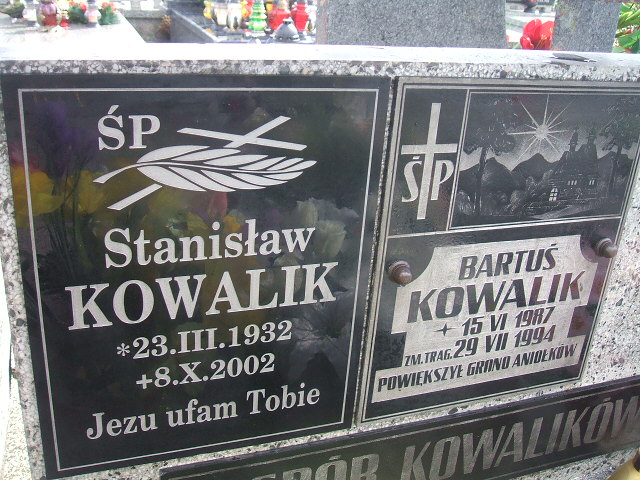 ŚP
Stanisław
KOWALIK
*23.III.1932
+8.X.2002
Jezu ufam Tobie
ŚP
BARTUŚ
KOWALIK
15 VI 1987
ZM. TRAG. 29 VII 1994
POWIĘKSZYŁ GRONO ANIOŁKÓW
GRÓB KOWALIKÓW